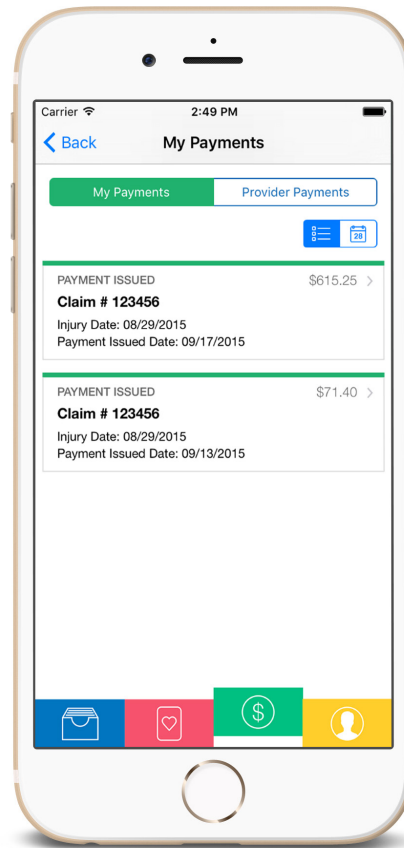 Carrier 2:49 PM
Back My Payments
My Payments Provider Payments
28
PAYMENT ISSUED $615.25
Claim # 123456
Injury Date: 08/29/2015
Payment Issued Date: 09/17/2015
PAYMENT ISSUED $71.40
Claim # 123456
Injury Date: 08/29/2015
Payment Issued Date: 09/13/2015
$